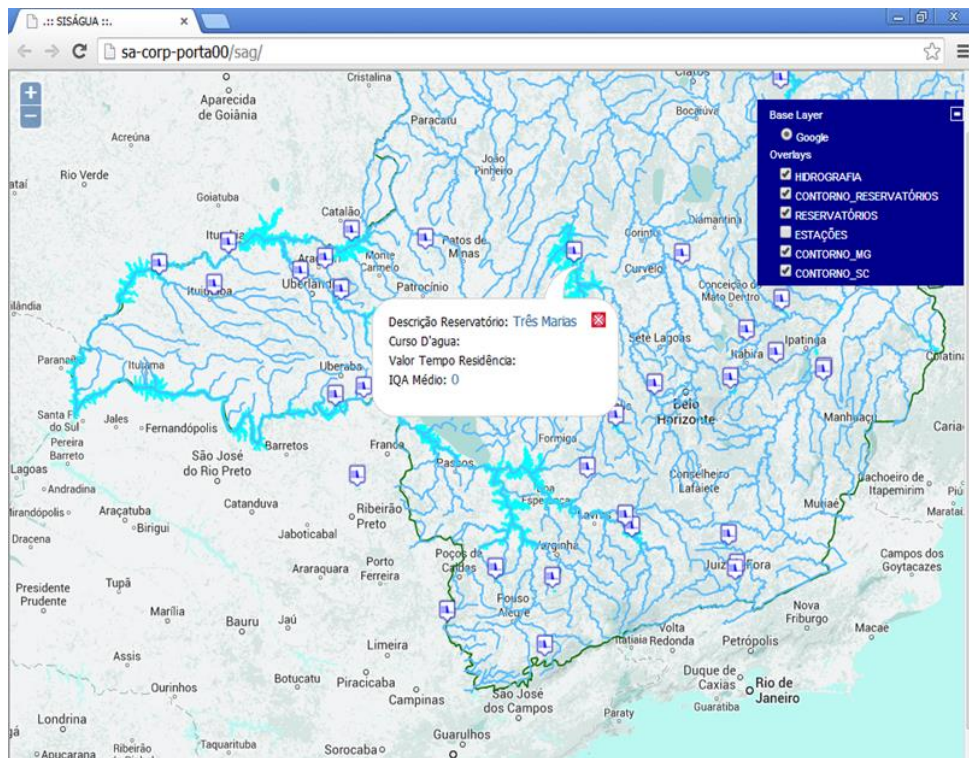 .:: SISÁGUA ::.
sa-corp-porta00/sag/
Base Layer
Google
Overlays
HIDROGRAFIA
CONTORNO_RESERVATÓRIOS
RESERVATÓRIOS
ESTAÇÕES
CONTORNO_MG
CONTORNO_SC
Cristalina
Aparecida
de Goiânia
Paracatu
Bocaiúva
Acreúna
João
Pinheiro
Rio Verde
Goiatuba
Catalão
Diamantina
Corinto
Patos de
Minas
Monte
Carmelo
Curvelo
Uberlândia
Ituiutaba
Patrocínio
Conceição do
Mato Dentro
Descrição Reservatório: Três Marias
Curso D'agua:
Valor Tempo Residência:
IQA Médio: 0
Sete Lagoas
Ipatinga
Itabira
Iturama
Uberaba
Belo
Horizonte
Manhuaçu
Santa Fé
do Sul
Jales
Fernandópolis
Pereira
Barreto
Barretos
Franca
Formiga
São José
do Rio Preto
Passos
Lagoas
Andradina
Conselheiro
Lafaiete
Cachoeiro de
Itapemirim
Boa
Esperança
Catanduva
Ribeirão
Preto
Lavras
Muriaé
Mirandópolis
Araçatuba
Birigui
Jaboticabal
Dracena
Varginha
Poços de
Caldas
Juiz de Fora
Campos dos
Goytacazes
Araraquara
Porto
Ferreira
Presidente
Prudente
Tupã
Pouso
Alegre
Nova
Friburgo
Macaé
Marília
Bauru
Jaú
Limeira
Itatiaia
Volta
Redonda
Petrópolis
Assis
Botucatu
Piracicaba
Duque de
Caxias
Rio de
Janeiro
Ourinhos
Campinas
São José
dos Campos
Guaratiba
Paraty
Londrina
Guarulhos
Apucarana
Ribeirão
Taquarituba
Sorocaba